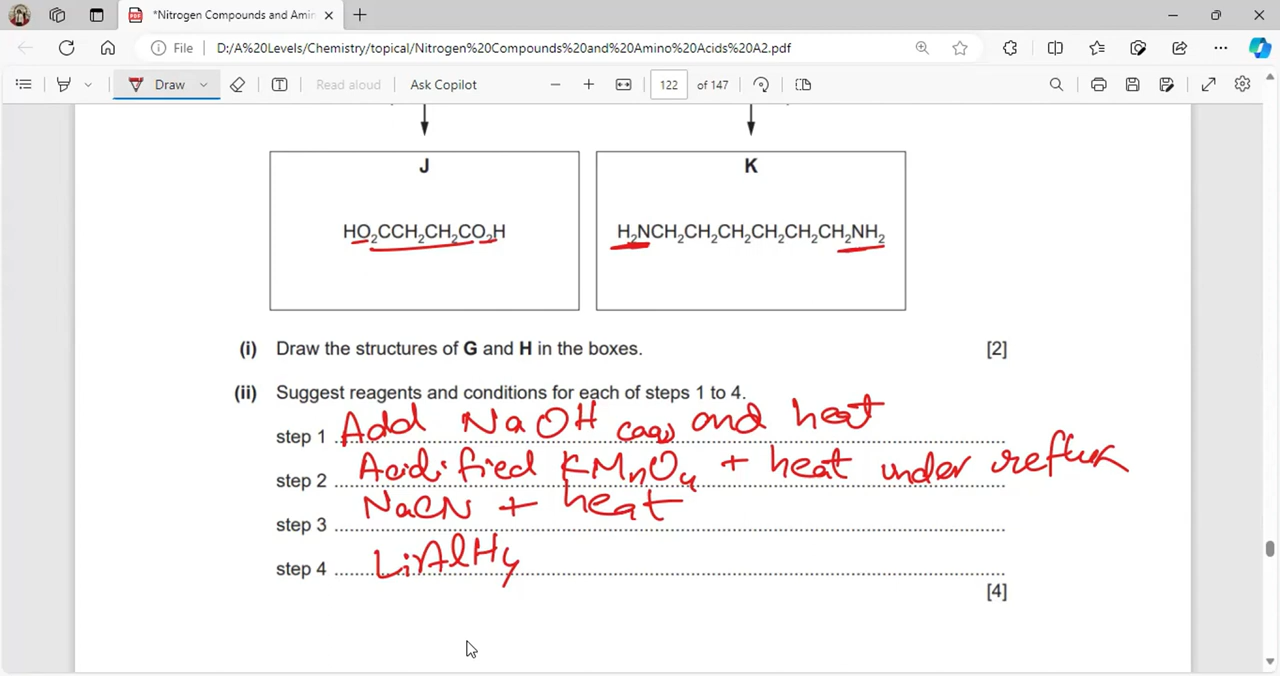 *Nitrogen Compounds and Amin
File D:/A%20Levels/Chemistry/topical/Nitrogen%20Compounds%20and%20Amino%20Acids%20A2.pdf
Draw Read aloud Ask Copilot 122 of 147
J K
HO₂CCH₂CH₂CO₂H H₂NCH₂CH₂CH₂CH₂CH₂CH₂NH₂
(i) Draw the structures of G and H in the boxes. [2]
(ii) Suggest reagents and conditions for each of steps 1 to 4.
step 1 Add NaOH (aq) and heat
step 2 Acidified KMnO₄ + heat under reflux
step 3 NaCN + heat
step 4 LiAlH₄
[4]